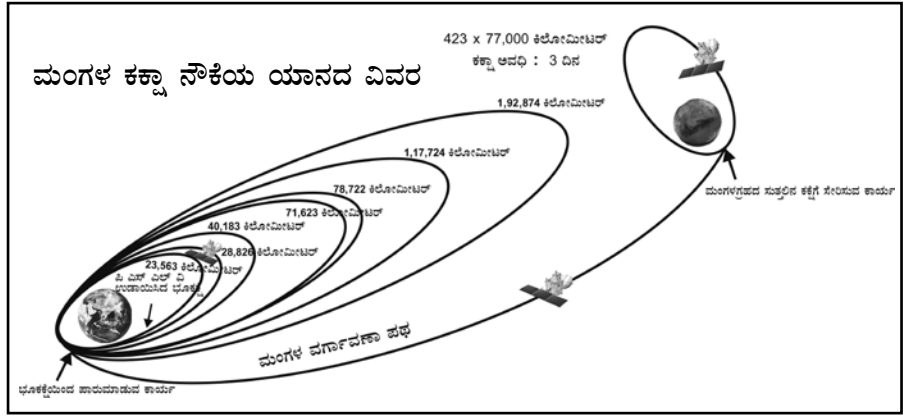 423 x 77,000 ಕಿಲೋಮೀಟರ್
ಕಕ್ಷಾ ಅವಧಿ : 3 ದಿನ
ಮಂಗಳ ಕಕ್ಷಾ ನೌಕೆಯ ಯಾನದ ವಿವರ
1,92,874 ಕಿಲೋಮೀಟರ್
1,17,724 ಕಿಲೋಮೀಟರ್
78,722 ಕಿಲೋಮೀಟರ್
ಮಂಗಳಗ್ರಹದ ಸುತ್ತಲಿನ ಕಕ್ಷೆಗೆ ಸೇರಿಸುವ ಕಾರ್ಯ
71,623 ಕಿಲೋಮೀಟರ್
40,183 ಕಿಲೋಮೀಟರ್
28,826 ಕಿಲೋಮೀಟರ್
23,563 ಕಿಲೋಮೀಟರ್
ಪಿ ಎಸ್ ಎಲ್ ವಿ
ಉಡಾಯಿಸಿದ ಭೂಕಕ್ಷೆ
ಮಂಗಳ ವರ್ಗಾವಣಾ ಪಥ
ಭೂಕಕ್ಷೆಯಿಂದ ಪಾರುಮಾಡುವ ಕಾರ್ಯ